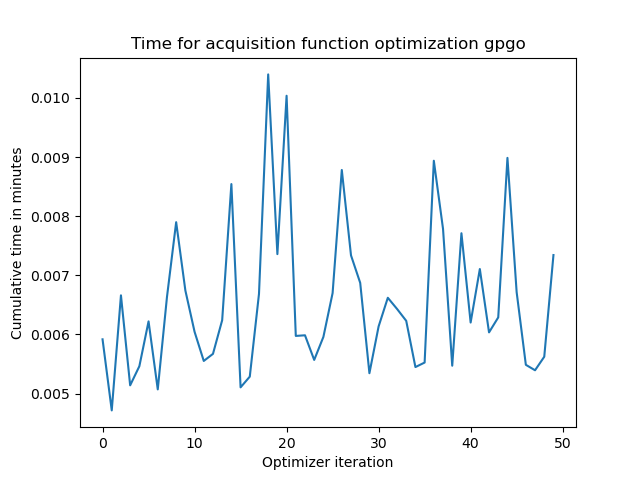 Time for acquisition function optimization gpgo
0.010
0.009
0.008
0.007
0.006
0.005
Cumulative time in minutes
0 10 20 30 40 50
Optimizer iteration